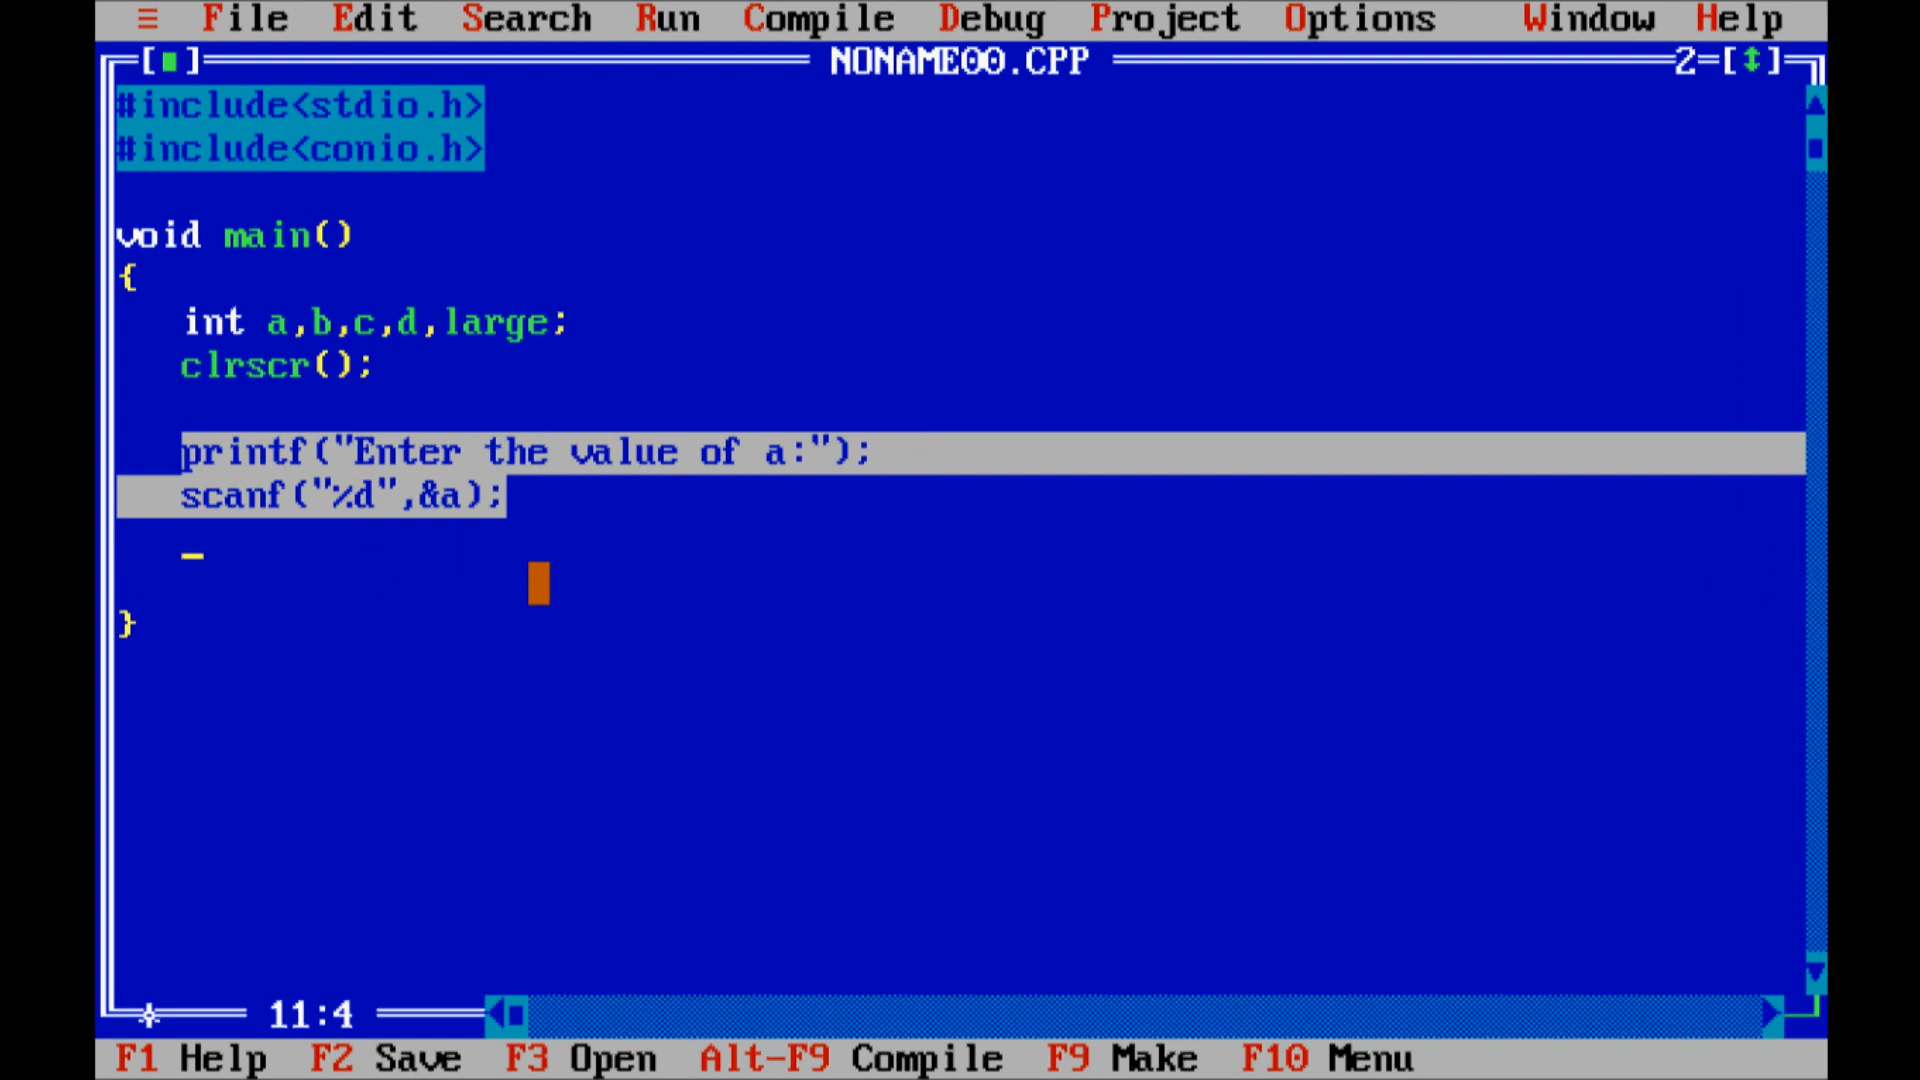 ≡ File Edit Search Run Compile Debug Project Options Window Help
[■] NONAME00.CPP 2=[↕]
#include<stdio.h>
#include<conio.h>
void main()
{
int a,b,c,d,large;
clrscr();
printf("Enter the value of a:");
scanf("%d",&a);
}
11:4
F1 Help F2 Save F3 Open Alt-F9 Compile F9 Make F10 Menu